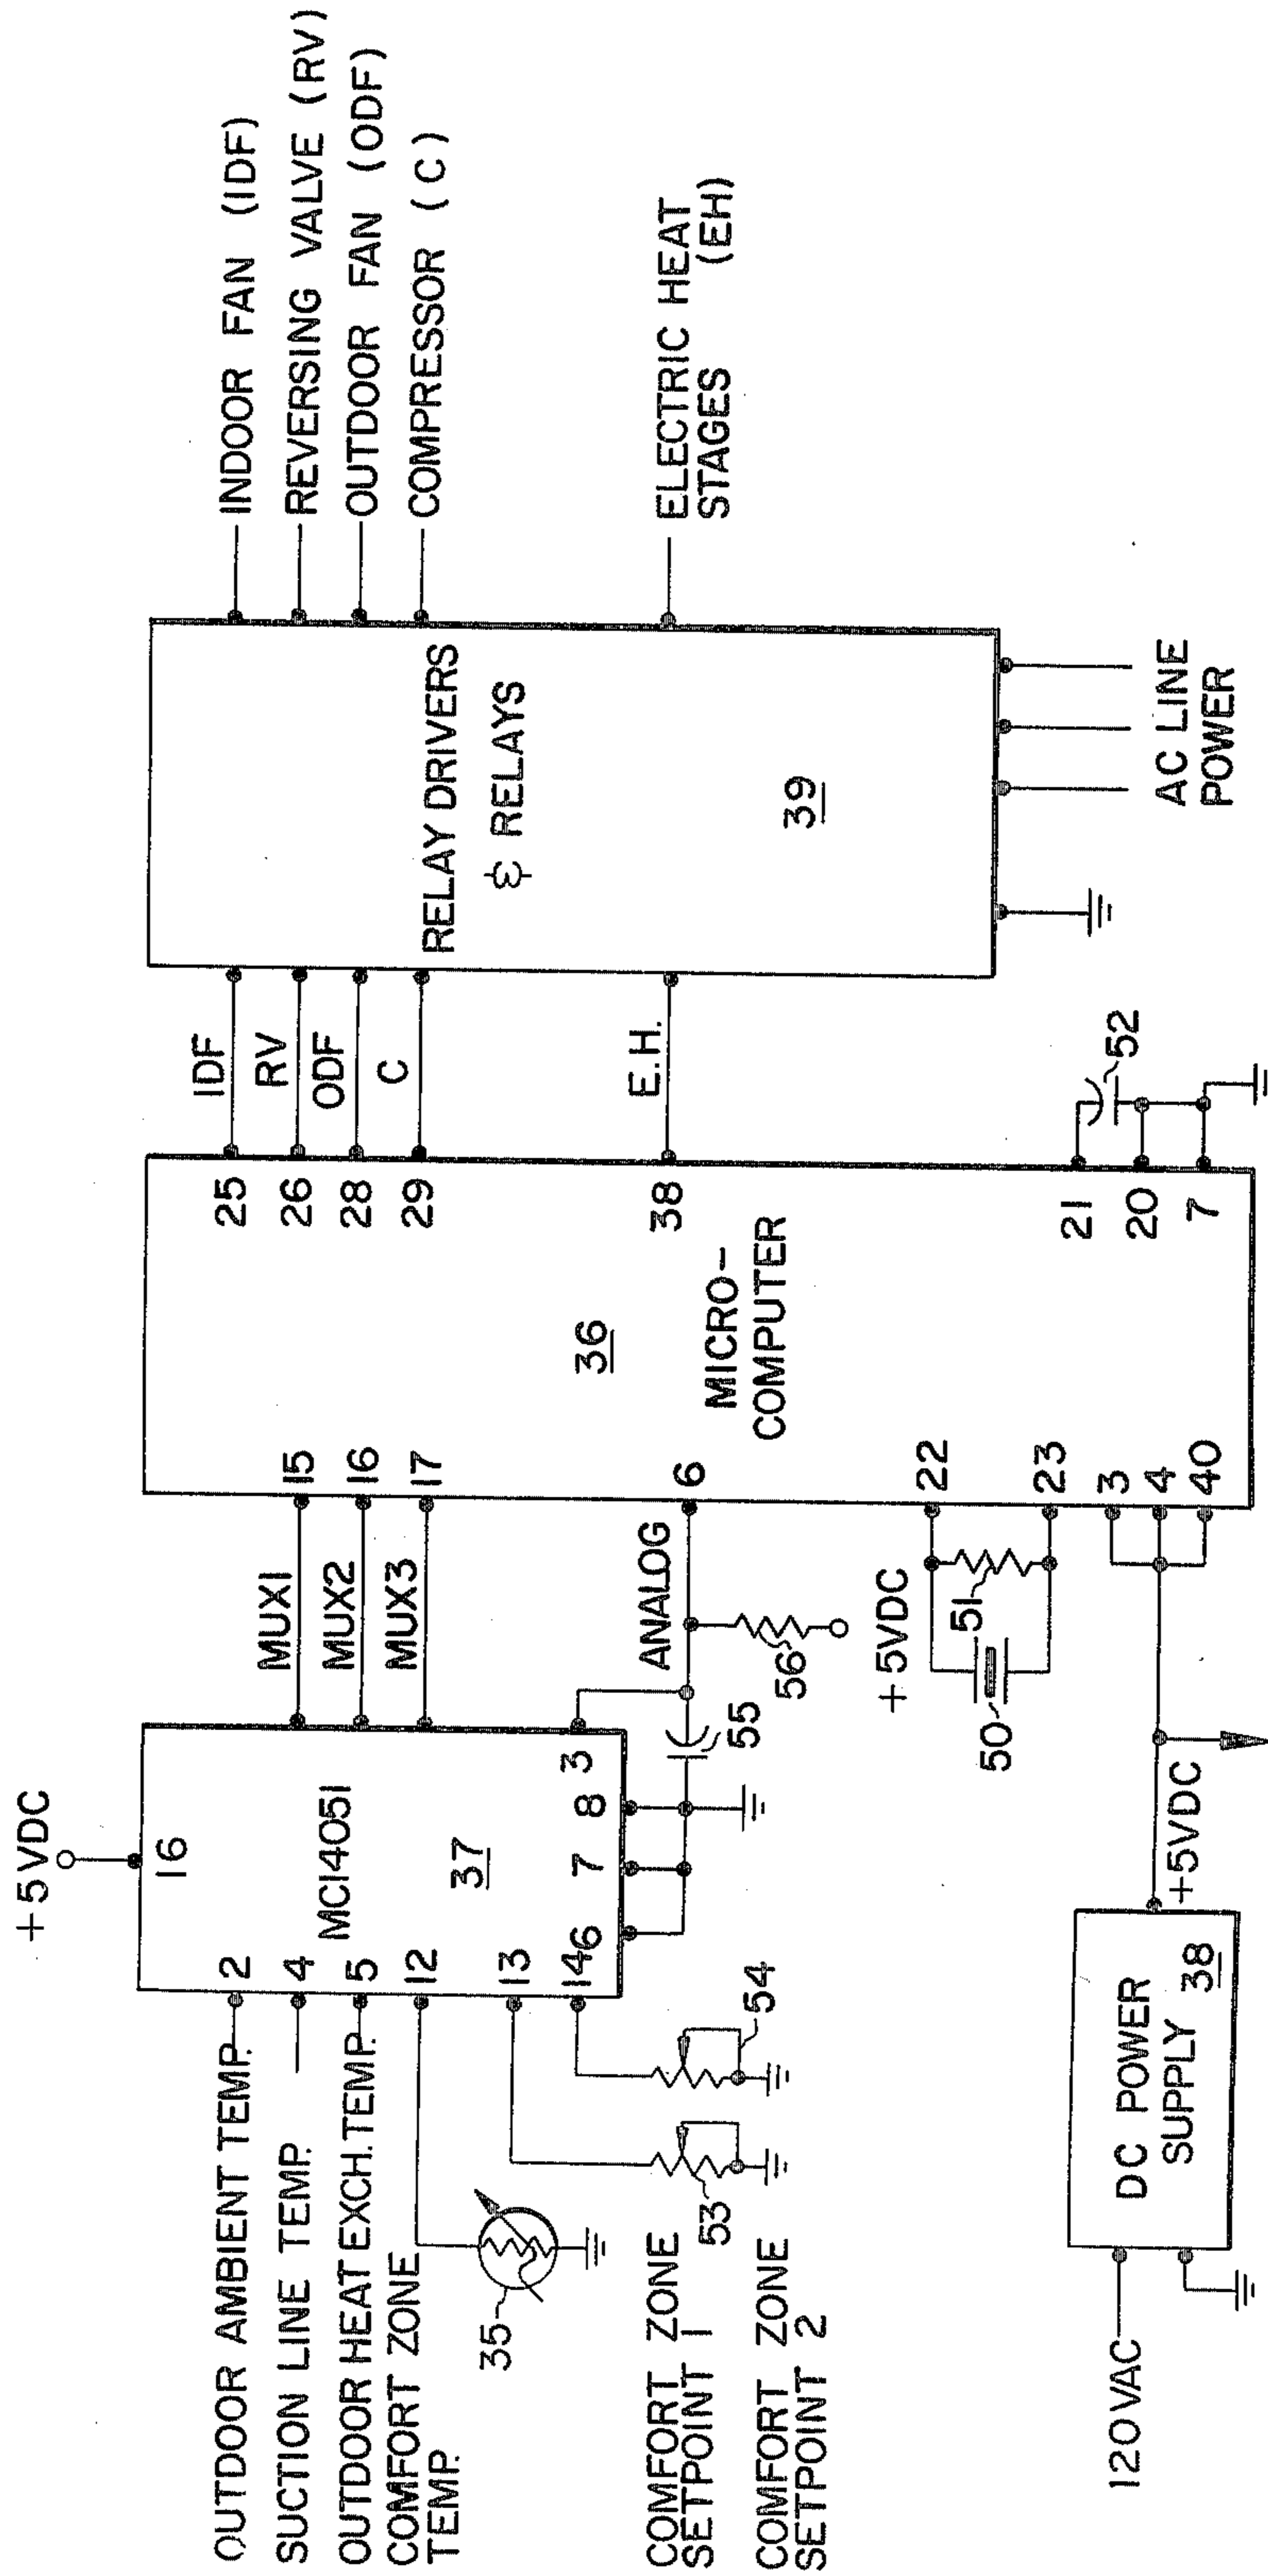 +5VDC
OUTDOOR AMBIENT TEMP.
SUCTION LINE TEMP.
OUTDOOR HEAT EXCH. TEMP.
COMFORT ZONE
TEMP.
35
COMFORT ZONE
SETPOINT 1
53
COMFORT ZONE
SETPOINT 2
54
16
2
4
5
12
13
14
MC14051
37
6
7
8
3
MUX1
MUX2
MUX3
ANALOG
55
56
+5VDC
50
51
120VAC
DC POWER
SUPPLY 38
+5VDC
15
16
17
6
22
23
3
4
40
36
MICRO-
COMPUTER
25
26
28
29
38
21
20
7
52
IDF
RV
ODF
C
E.H.
RELAY DRIVERS
& RELAYS
39
AC LINE
POWER
INDOOR FAN (IDF)
REVERSING VALVE (RV)
OUTDOOR FAN (ODF)
COMPRESSOR (C)
ELECTRIC HEAT
STAGES (EH)